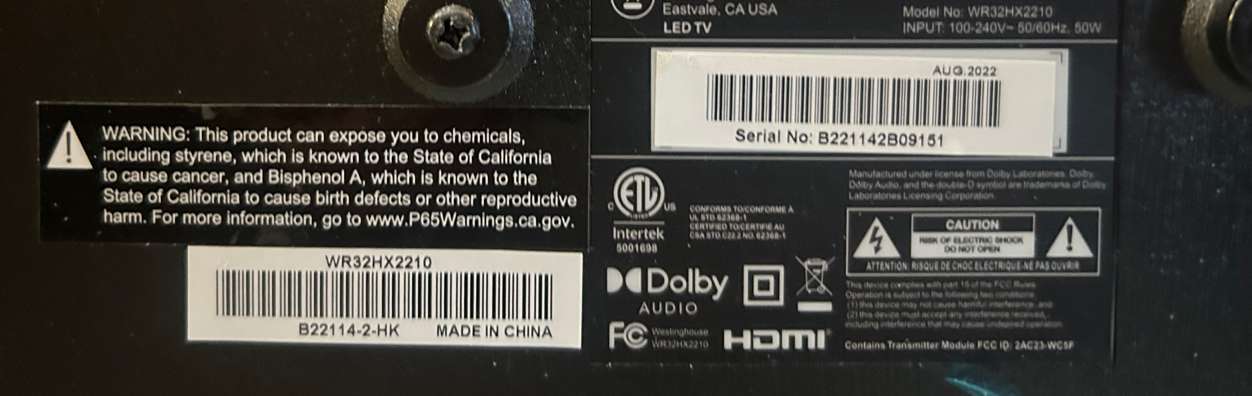 WARNING: This product can expose you to chemicals,
including styrene, which is known to the State of California
to cause cancer, and Bisphenol A, which is known to the
State of California to cause birth defects or other reproductive
harm. For more information, go to www.P65Warnings.ca.gov.
WR32HX2210
B22114-2-HK MADE IN CHINA
Eastvale, CA USA
LED TV
Model No: WR32HX2210
INPUT: 100-240V~ 50/60Hz, 50W
AUG.2022
Serial No: B221142B09151
ETL
C US
LISTED
Intertek
5001698
CONFORMS TO/CONFORME A
UL STD 62368-1
CERTIFIED TO/CERTIFIE AU
CSA STD C22.2 NO. 62368-1
Manufactured under license from Dolby Laboratories. Dolby,
Dolby Audio, and the double-D symbol are trademarks of Dolby
Laboratories Licensing Corporation.
CAUTION
RISK OF ELECTRIC SHOCK
DO NOT OPEN
ATTENTION: RISQUE DE CHOC ELECTRIQUE-NE PAS OUVRIR
Dolby
AUDIO
FC Westinghouse
WR32HX2210
HDMI
This device complies with part 15 of the FCC Rules.
Operation is subject to the following two conditions:
(1) this device may not cause harmful interference, and
(2) this device must accept any interference received,
including interference that may cause undesired operation.
Contains Transmitter Module FCC ID: 2AC23-WC5F